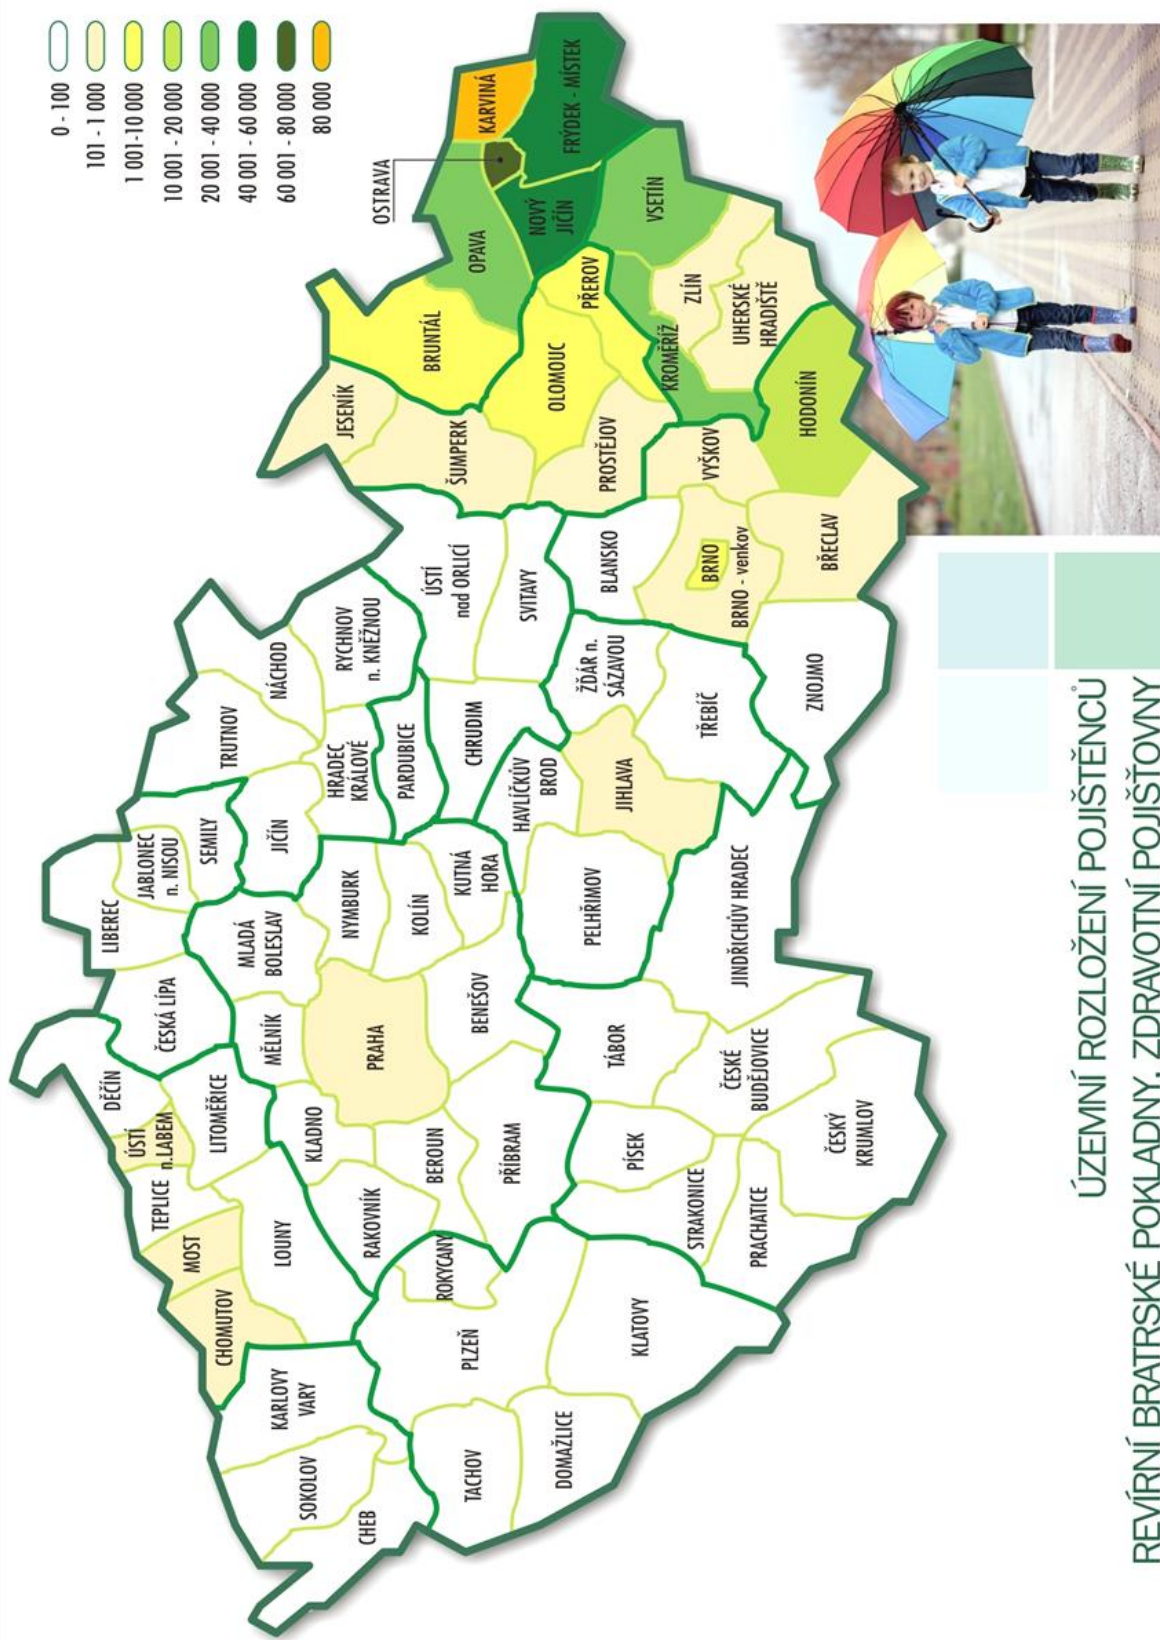 0 - 100
101 - 1 000
1 001-10 000
10 001 - 20 000
20 001 - 40 000
40 001 - 60 000
60 001 - 80 000
80 000
DĚČÍN
LIBEREC
JABLONEC
n. NISOU
ČESKÁ LÍPA
SEMILY
TRUTNOV
NÁCHOD
JESENÍK
ÚSTÍ
n.LABEM
TEPLICE
MOST
CHOMUTOV
LITOMĚŘICE
LOUNY
MĚLNÍK
MLADÁ
BOLESLAV
JIČÍN
HRADEC
KRÁLOVÉ
RYCHNOV
n. KNĚŽNOU
KARLOVY
VARY
SOKOLOV
CHEB
KLADNO
RAKOVNÍK
PRAHA
NYMBURK
KOLÍN
KUTNÁ
HORA
PARDUBICE
CHRUDIM
ÚSTÍ
nad ORLICÍ
SVITAVY
ŠUMPERK
BRUNTÁL
OPAVA
OSTRAVA
KARVINÁ
FRÝDEK - MÍSTEK
NOVÝ
JIČÍN
TACHOV
PLZEŇ
ROKYCANY
BEROUN
PŘÍBRAM
BENEŠOV
HAVLÍČKŮV
BROD
OLOMOUC
PŘEROV
VSETÍN
DOMAŽLICE
KLATOVY
PÍSEK
STRAKONICE
PRACHATICE
TÁBOR
PELHŘIMOV
JIHLAVA
ŽĎÁR n.
SÁZAVOU
BLANSKO
PROSTĚJOV
KROMĚŘÍŽ
ZLÍN
UHERSKÉ
HRADIŠTĚ
ČESKÉ
BUDĚJOVICE
ČESKÝ
KRUMLOV
JINDŘICHŮV HRADEC
TŘEBÍČ
ZNOJMO
BRNO
BRNO - venkov
VYŠKOV
BŘECLAV
HODONÍN
ÚZEMNÍ ROZLOŽENÍ POJIŠTĚNCŮ
REVÍRNÍ BRATRSKÉ POKLADNY, ZDRAVOTNÍ POJIŠŤOVNY